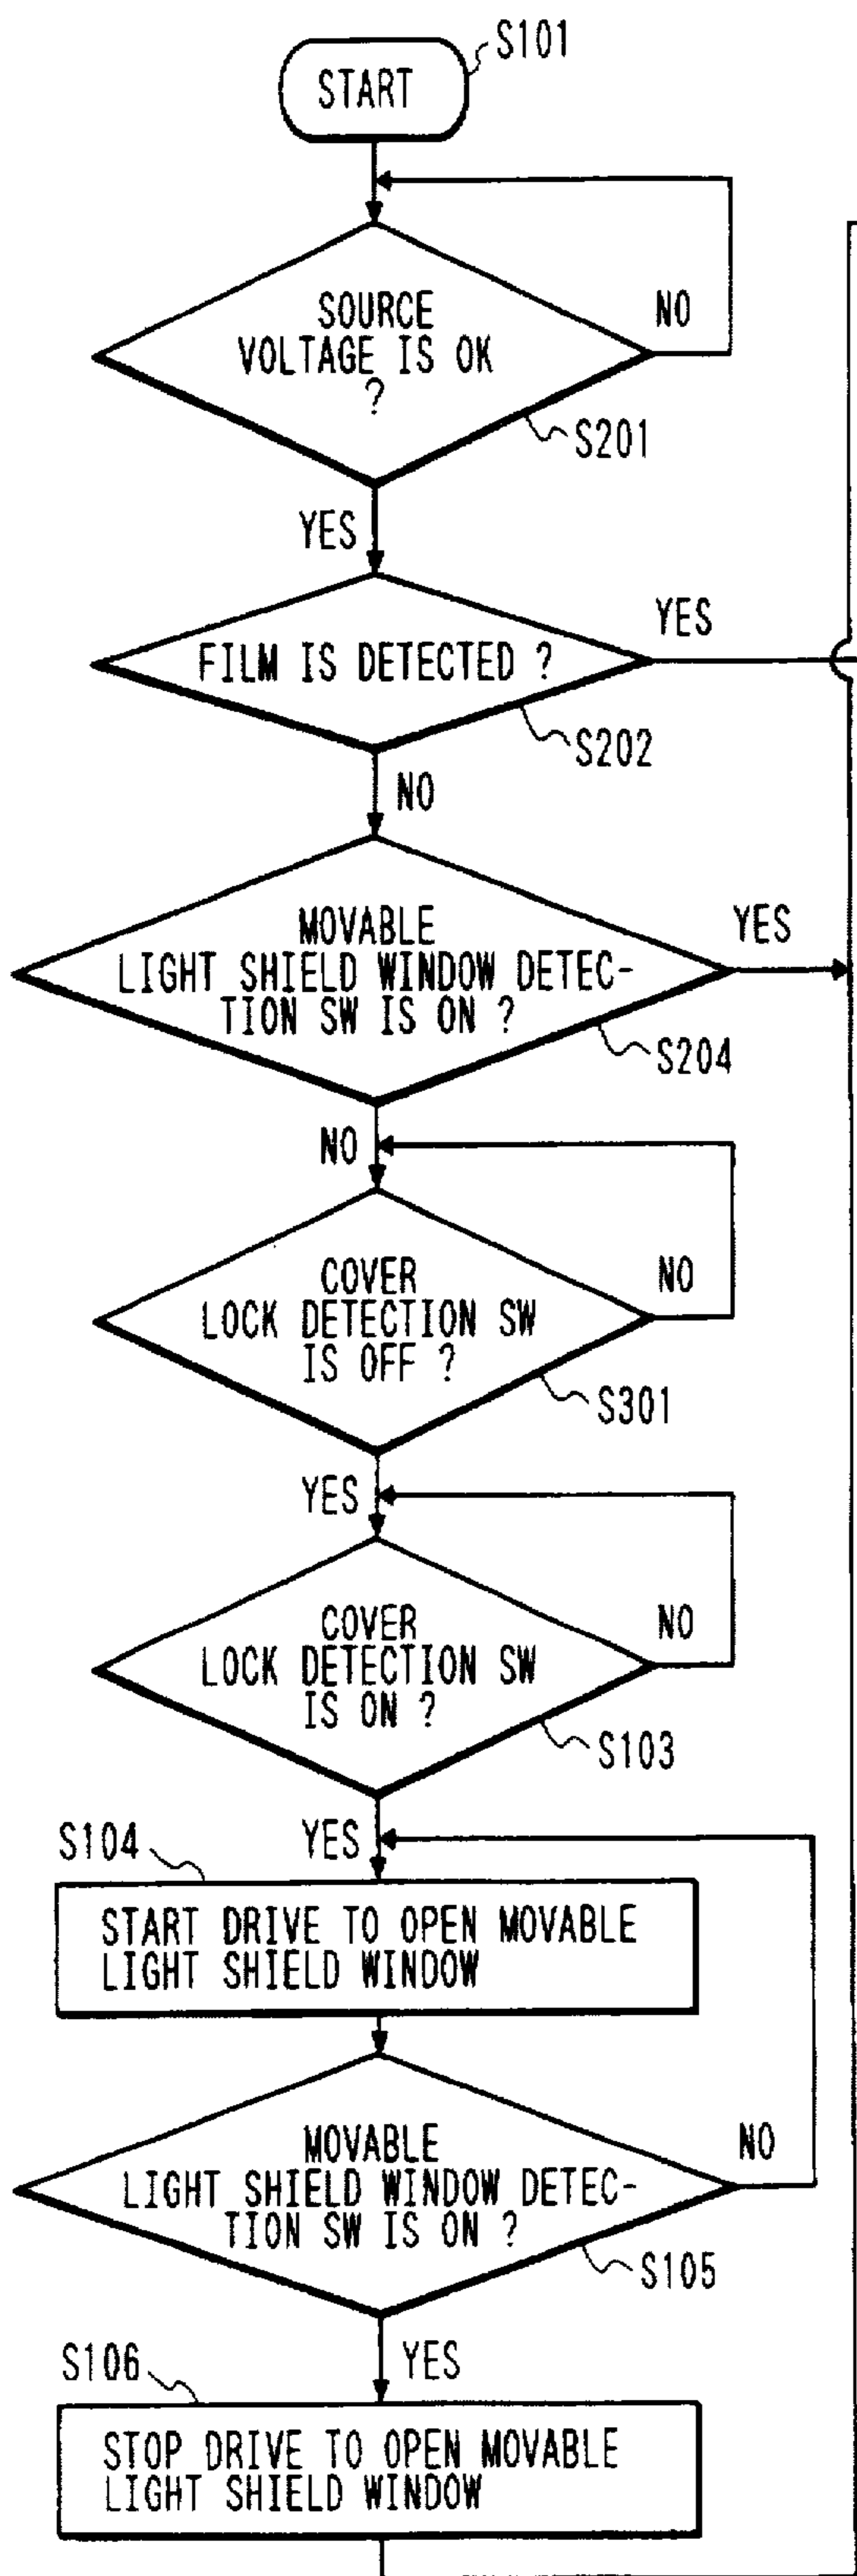 S101
START
SOURCE
VOLTAGE IS OK
?
NO
S201
YES
FILM IS DETECTED ?
YES
S202
NO
MOVABLE
LIGHT SHIELD WINDOW DETEC-
TION SW IS ON ?
YES
S204
NO
COVER
LOCK DETECTION SW
IS OFF ?
NO
S301
YES
COVER
LOCK DETECTION SW
IS ON ?
NO
S103
YES
S104
START DRIVE TO OPEN MOVABLE
LIGHT SHIELD WINDOW
MOVABLE
LIGHT SHIELD WINDOW DETEC-
TION SW IS ON ?
NO
S105
YES
S106
STOP DRIVE TO OPEN MOVABLE
LIGHT SHIELD WINDOW